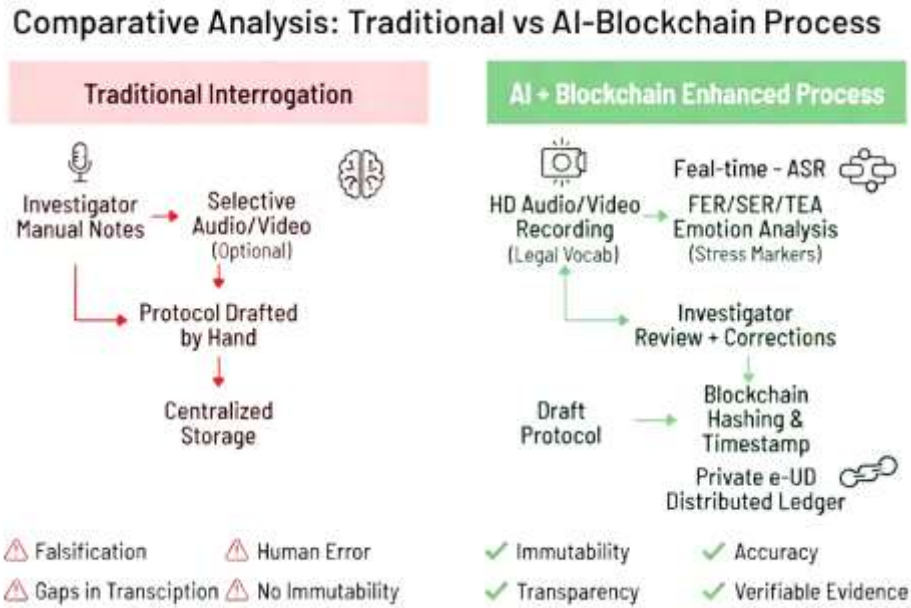 Comparative Analysis: Traditional vs AI-Blockchain Process
Traditional Interrogation
Investigator
Manual Notes
Selective
Audio/Video
(Optional)
Protocol Drafted
by Hand
Centralized
Storage
Falsification
Human Error
Gaps in Transciption
No Immutability
AI + Blockchain Enhanced Process
HD Audio/Video
Recording
(Legal Vocab)
Feal-time - ASR
FER/SER/TEA
Emotion Analysis
(Stress Markers)
Investigator
Review + Corrections
Draft
Protocol
Blockchain
Hashing &
Timestamp
Private e-UD
Distributed Ledger
Immutability
Accuracy
Transparency
Verifiable Evidence